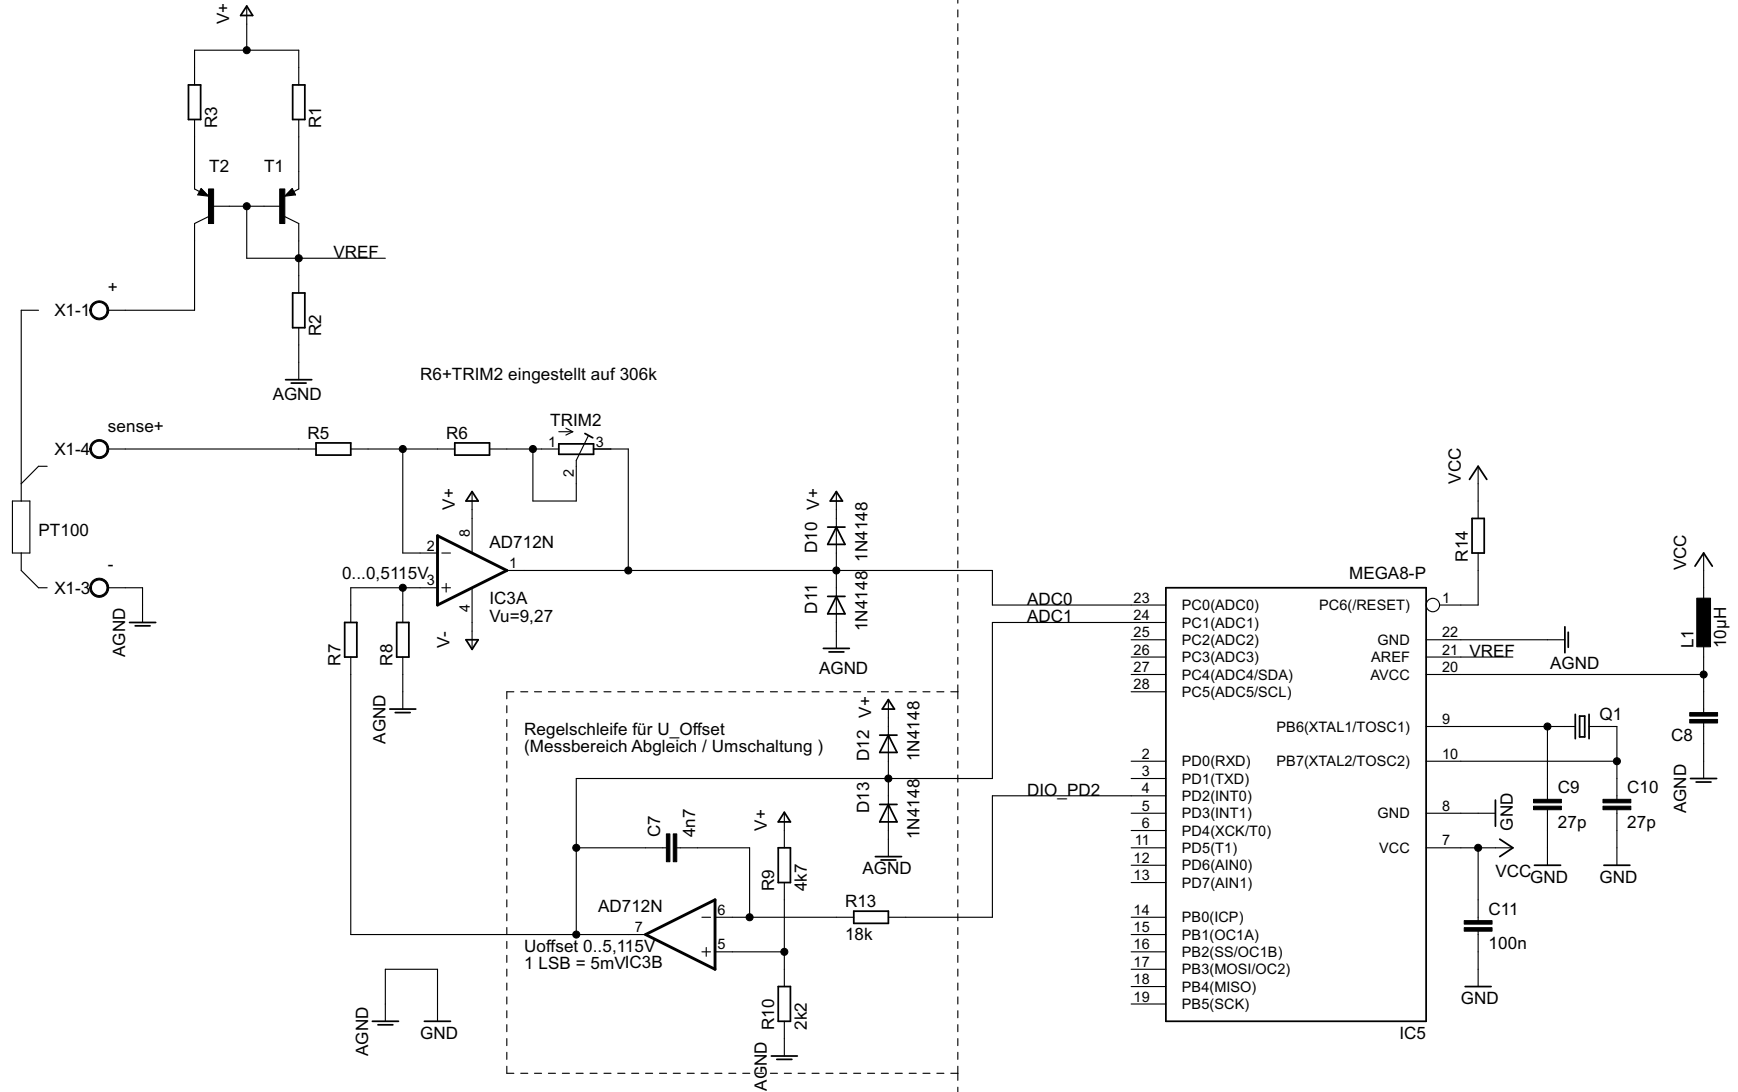 V+
R3
R1
T2
T1
VREF
X1-1
+
R2
AGND
R6+TRIM2 eingestellt auf 306k
sense+
X1-4
R5
R6
TRIM2
1
3
2
PT100
-
X1-3
AGND
V+
8
AD712N
2
−
1
0...0,5115V
3
+
IC3A
4
Vu=9,27
V-
R7
R8
AGND
V+
D10
1N4148
D11
1N4148
AGND
ADC0
ADC1
DIO_PD2
Regelschleife für U_Offset
(Messbereich Abgleich / Umschaltung )
V+
D12
1N4148
D13
1N4148
AGND
C7
4n7
V+
R9
4k7
R13
18k
AD712N
7
6
−
5
+
Uoffset 0..5,115V
1 LSB = 5mV
IC3B
R10
2k2
AGND
AGND
GND
VCC
R14
MEGA8-P
23 PC0(ADC0)
24 PC1(ADC1)
25 PC2(ADC2)
26 PC3(ADC3)
27 PC4(ADC4/SDA)
28 PC5(ADC5/SCL)
2 PD0(RXD)
3 PD1(TXD)
4 PD2(INT0)
5 PD3(INT1)
6 PD4(XCK/T0)
11 PD5(T1)
12 PD6(AIN0)
13 PD7(AIN1)
14 PB0(ICP)
15 PB1(OC1A)
16 PB2(SS/OC1B)
17 PB3(MOSI/OC2)
18 PB4(MISO)
19 PB5(SCK)
PC6(/RESET) 1
GND 22
AREF 21 VREF
AVCC 20
PB6(XTAL1/TOSC1) 9
PB7(XTAL2/TOSC2) 10
GND 8
VCC 7
IC5
AGND
VCC
L1
10µH
C8
AGND
Q1
C9
27p
C10
27p
GND
VCC
GND
GND
C11
100n
GND